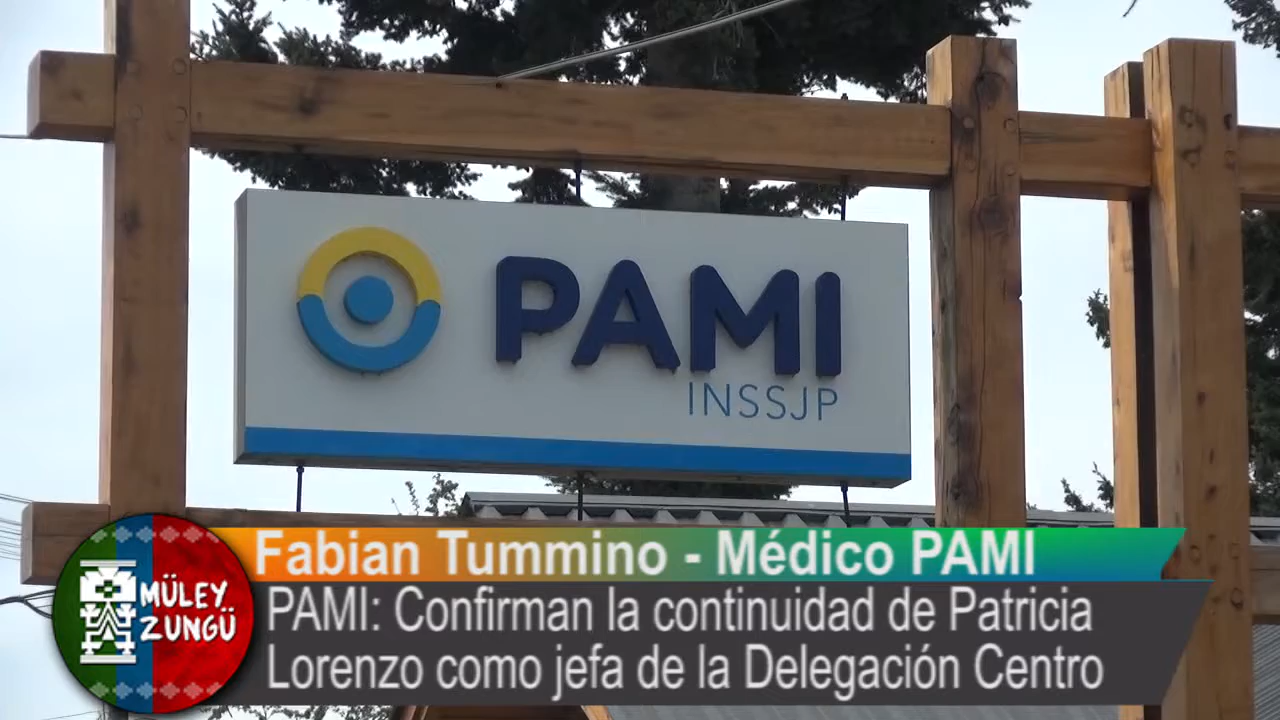 PAMI
INSSJP
Fabian Tummino - Médico PAMI
MÜLEY
ZUNGÜ
PAMI: Confirman la continuidad de Patricia
Lorenzo como jefa de la Delegación Centro